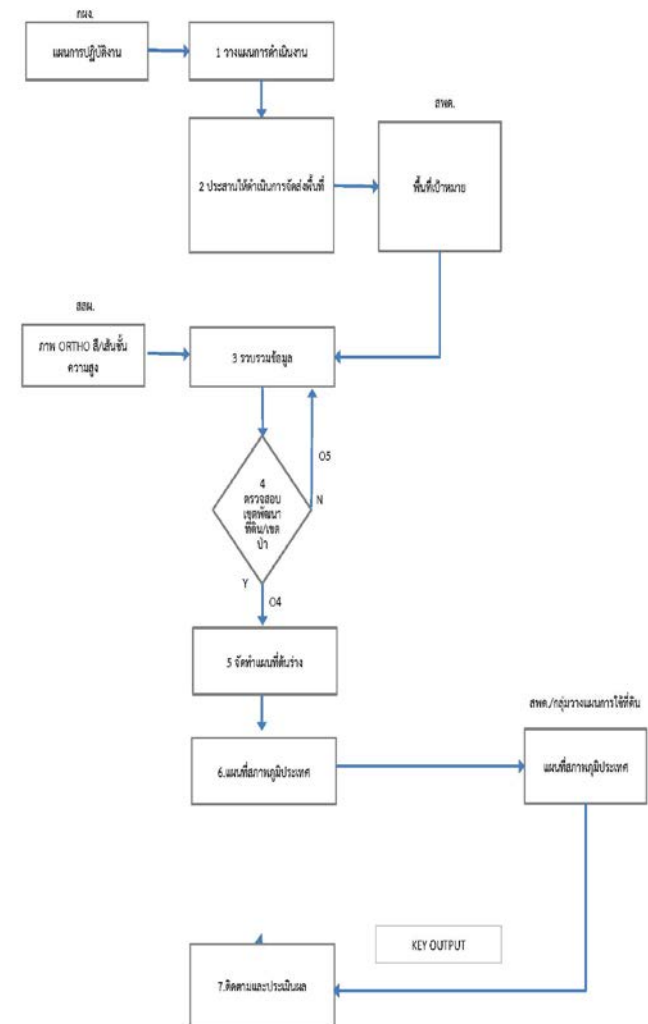 กผง.
แผนการปฏิบัติงาน
1 วางแผนการดำเนินงาน
สพด.
2 ประสานให้ดำเนินการจัดส่งพื้นที่
พื้นที่เป้าหมาย
สสผ.
ภาพ ORTHO สี/เส้นชั้น
ความสูง
3 รวบรวมข้อมูล
O5
4
ตรวจสอบ
เขตพัฒนา
ที่ดิน/เขต
ป่า
N
Y
O4
5 จัดทำแผนที่ต้นร่าง
สพด./กลุ่มวางแผนการใช้ที่ดิน
6.แผนที่สภาพภูมิประเทศ
แผนที่สภาพภูมิประเทศ
KEY OUTPUT
7.ติดตามและประเมินผล